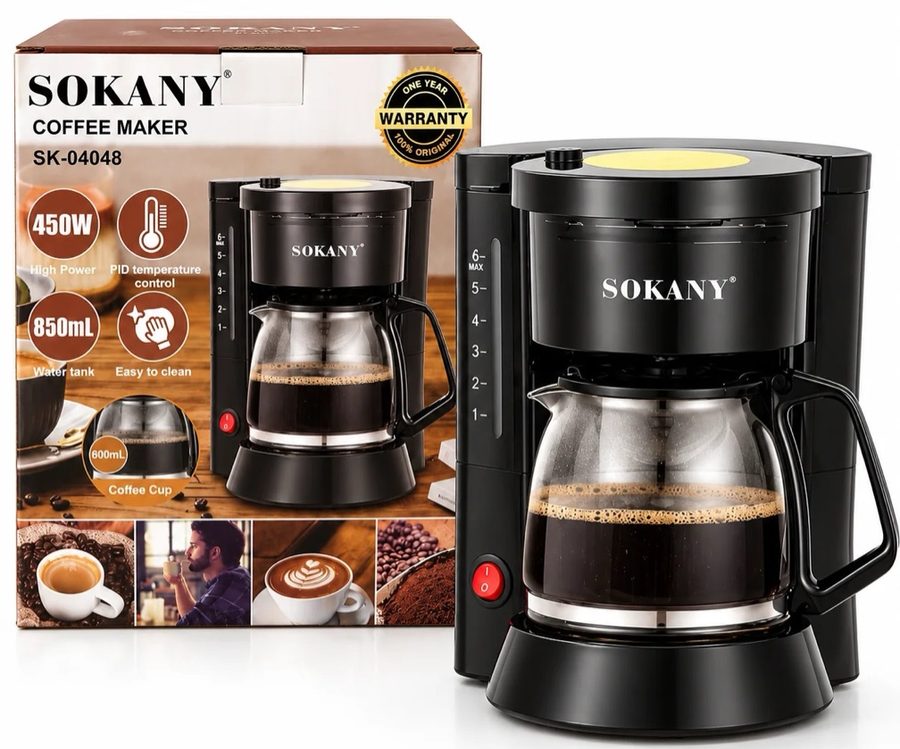 SOKANY®
COFFEE MAKER
SK-04048
ONE YEAR
WARRANTY
100% ORIGINAL
450W
High Power
PID temperature
control
850mL
Water tank
Easy to clean
600mL
Coffee Cup
SOKANY®
6
MAX
5
4
3
2
1
I
O
SOKANY®
6
MAX
5
4
3
2
1
I
O